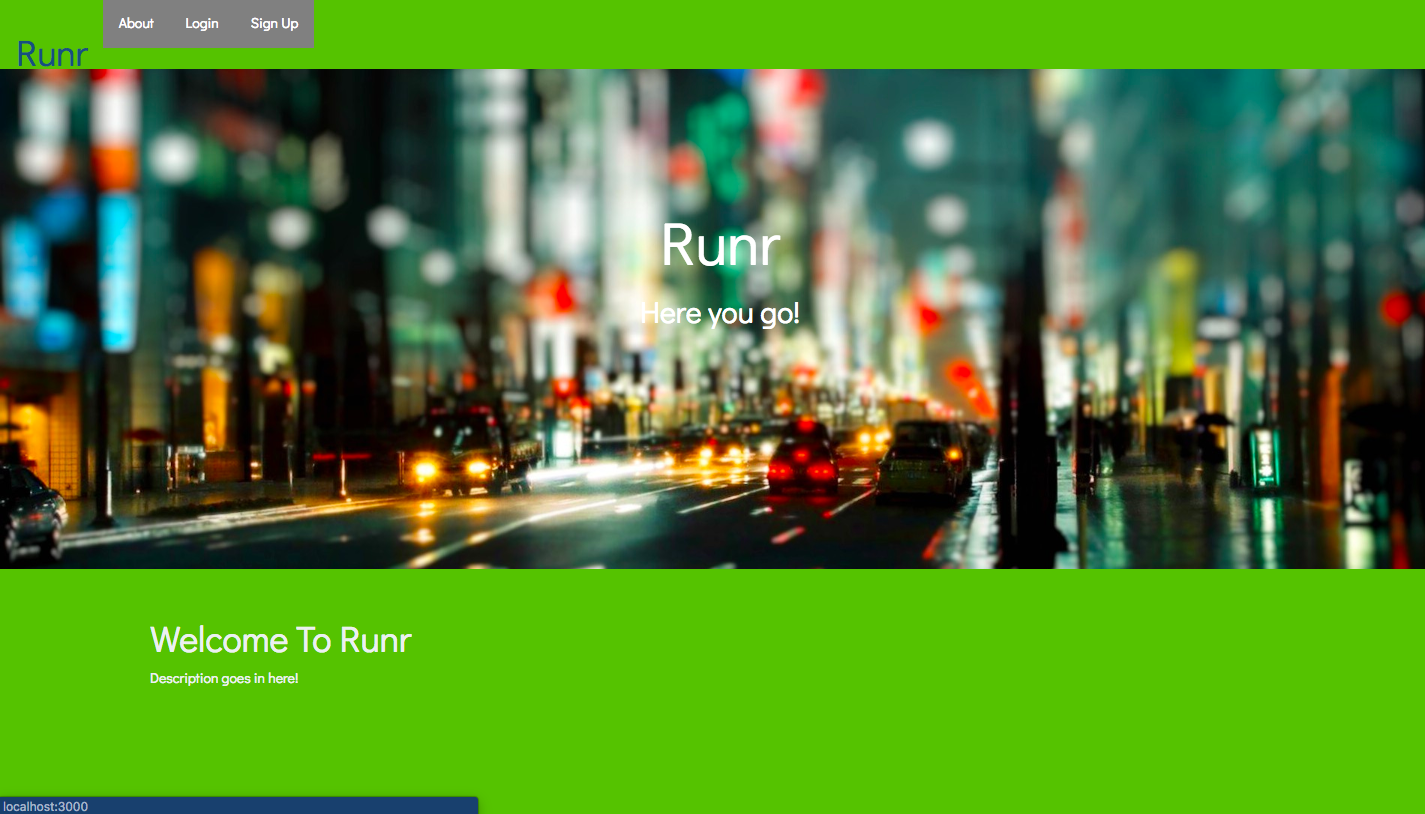 About Login Sign Up
Runr
Runr
Here you go!
Welcome To Runr
Description goes in here!
localhost:3000